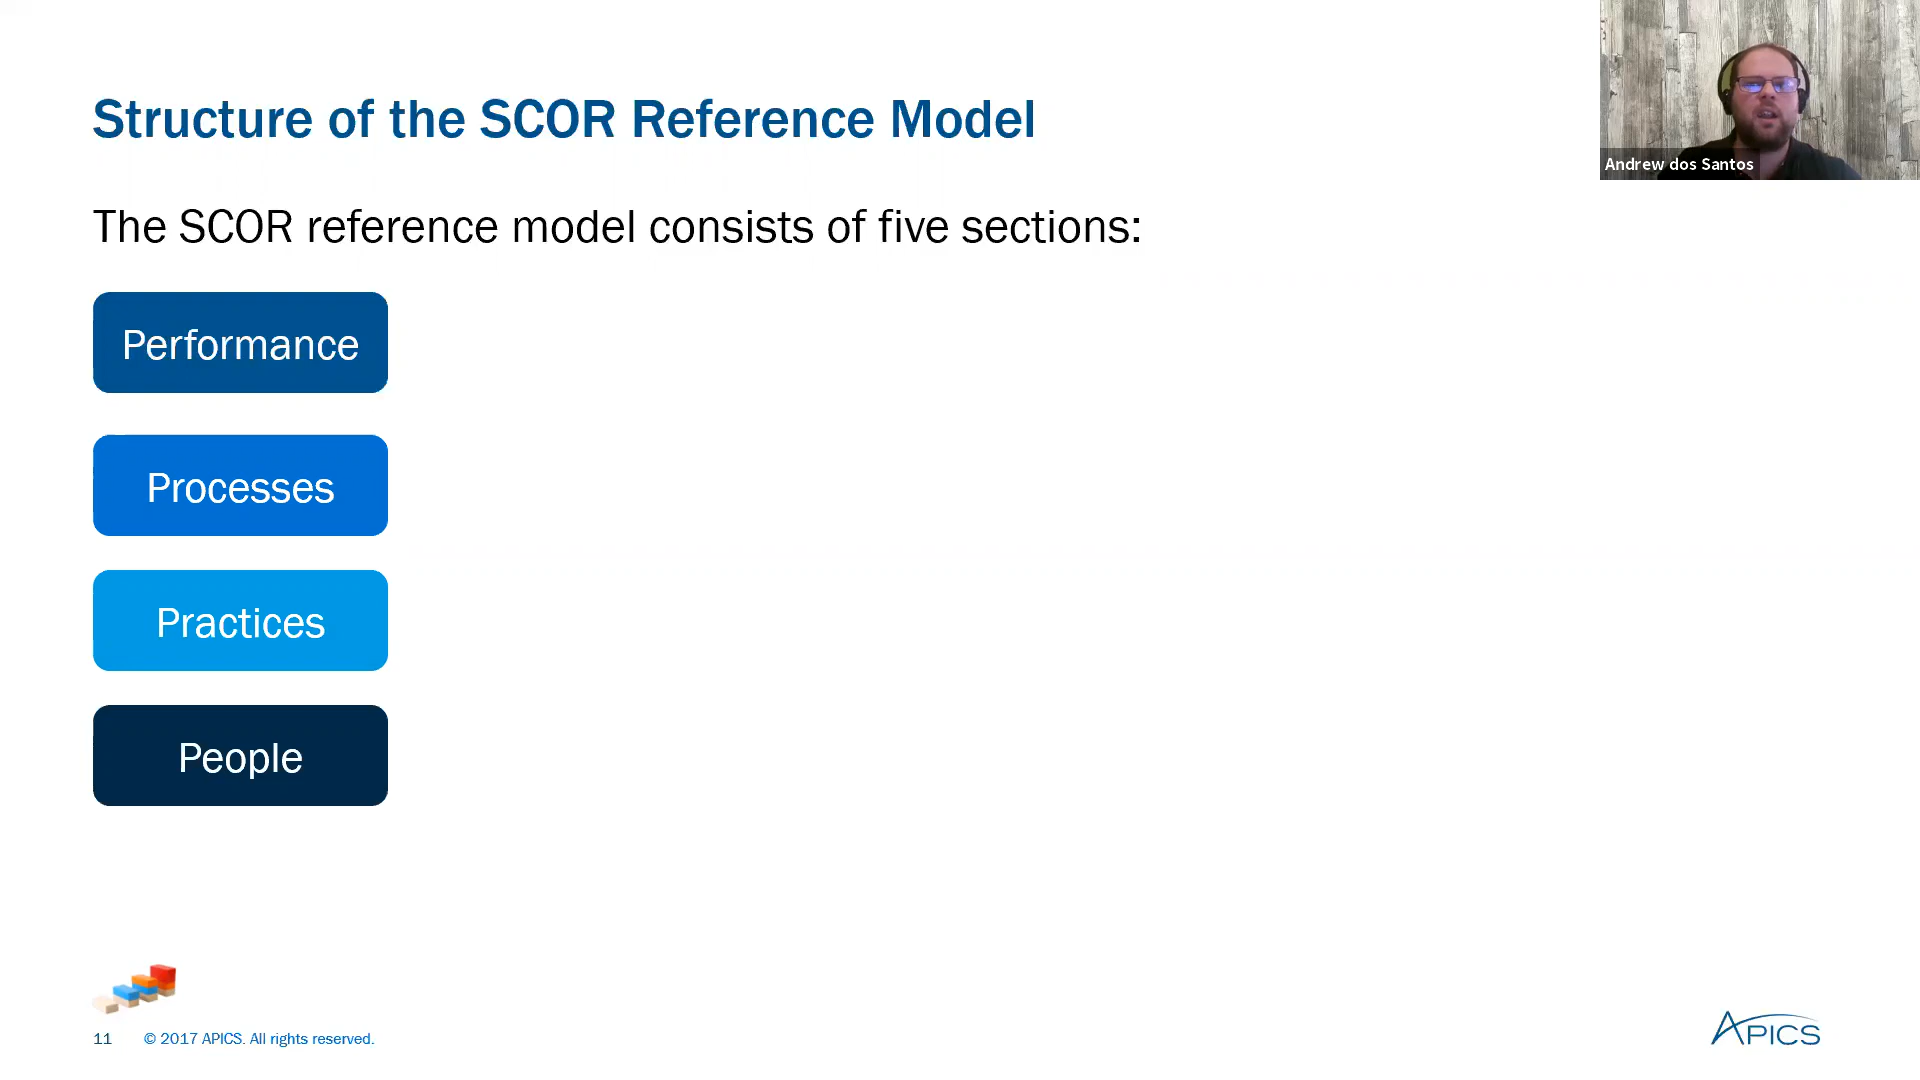 Structure of the SCOR Reference Model
Andrew dos Santos
The SCOR reference model consists of five sections:
Performance
Processes
Practices
People
11 © 2017 APICS. All rights reserved.
APICS